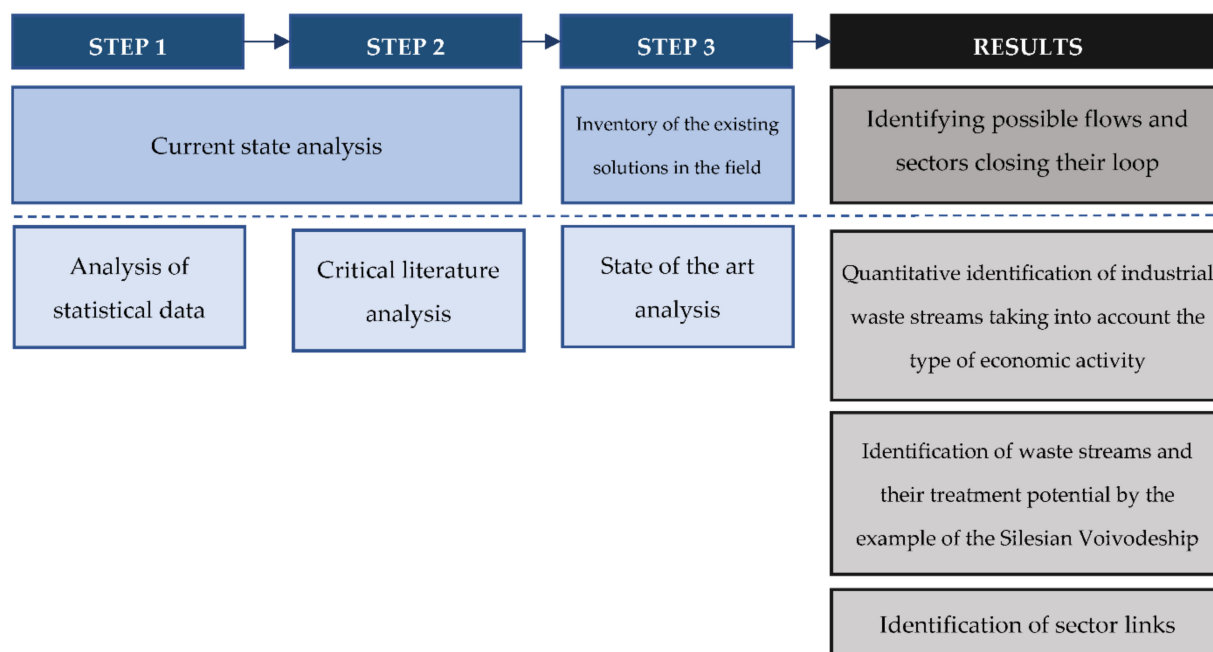 STEP 1
STEP 2
STEP 3
RESULTS
Current state analysis
Inventory of the existing
solutions in the field
Identifying possible flows and
sectors closing their loop
Analysis of
statistical data
Critical literature
analysis
State of the art
analysis
Quantitative identification of industrial
waste streams taking into account the
type of economic activity
Identification of waste streams and
their treatment potential by the
example of the Silesian Voivodeship
Identification of sector links